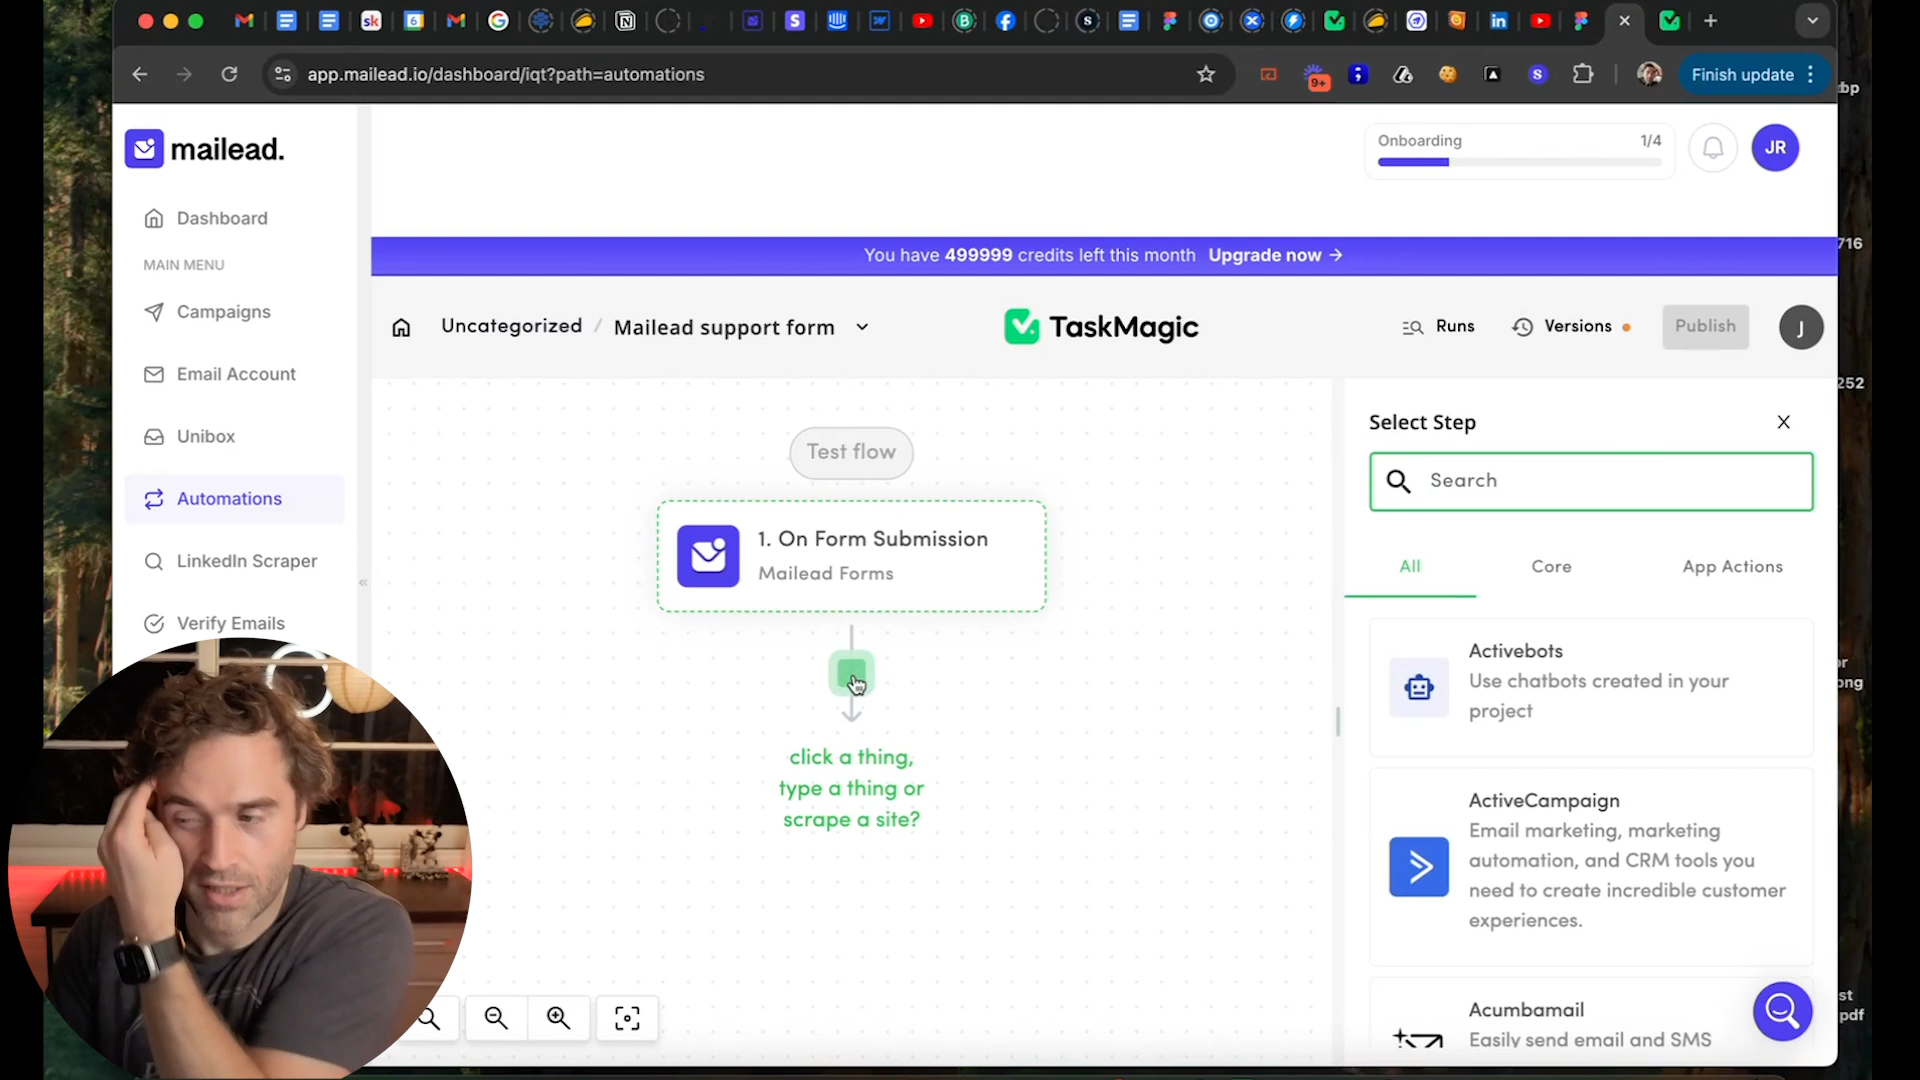 app.mailead.io/dashboard/iqt?path=automations
Finish update
9+
mailead.
Onboarding
1/4
JR
Dashboard
MAIN MENU
Campaigns
Email Account
Unibox
Automations
LinkedIn Scraper
Verify Emails
You have 499999 credits left this month Upgrade now →
Uncategorized / Mailead support form
TaskMagic
Runs
Versions
Publish
J
Test flow
1. On Form Submission
Mailead Forms
click a thing,
type a thing or
scrape a site?
Select Step
X
Search
All
Core
App Actions
Activebots
Use chatbots created in your
project
ActiveCampaign
Email marketing, marketing
automation, and CRM tools you
need to create incredible customer
experiences.
Acumbamail
Easily send email and SMS
716
252